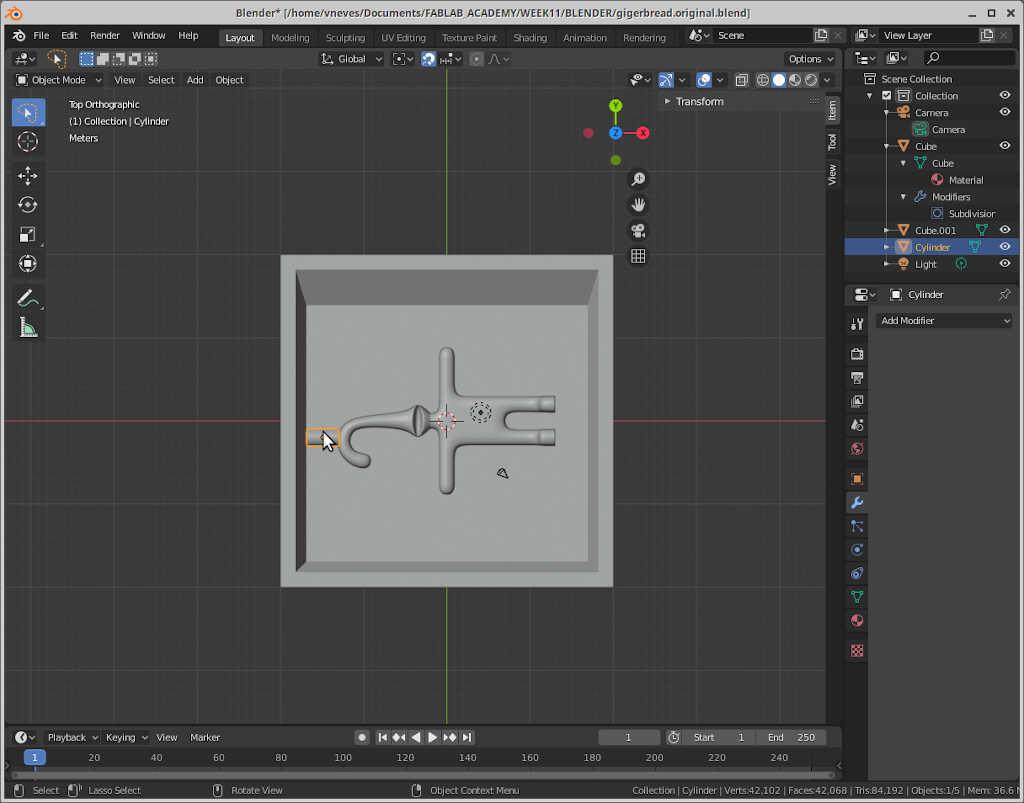 Blender* [/home/vneves/Documents/FABLAB_ACADEMY/WEEK11/BLENDER/gigerbread.original.blend]
File Edit Render Window Help Layout Modeling Sculpting UV Editing Texture Paint Shading Animation Rendering Scene View Layer
Global Options
Object Mode View Select Add Object
Top Orthographic
(1) Collection | Cylinder
Meters
Y
X
Z
Transform
Item
Tool
View
Scene Collection
Collection
Camera
Camera
Cube
Cube
Material
Modifiers
Subdivisior
Cube.001
Cylinder
Light
Cylinder
Add Modifier
Playback Keying View Marker 1 Start 1 End 250
1 20 40 60 80 100 120 140 160 180 200 220 240
Select Lasso Select Rotate View Object Context Menu Collection | Cylinder | Verts:42,102 | Faces:42,068 | Tris:84,192 | Objects:1/5 | Mem: 36.6